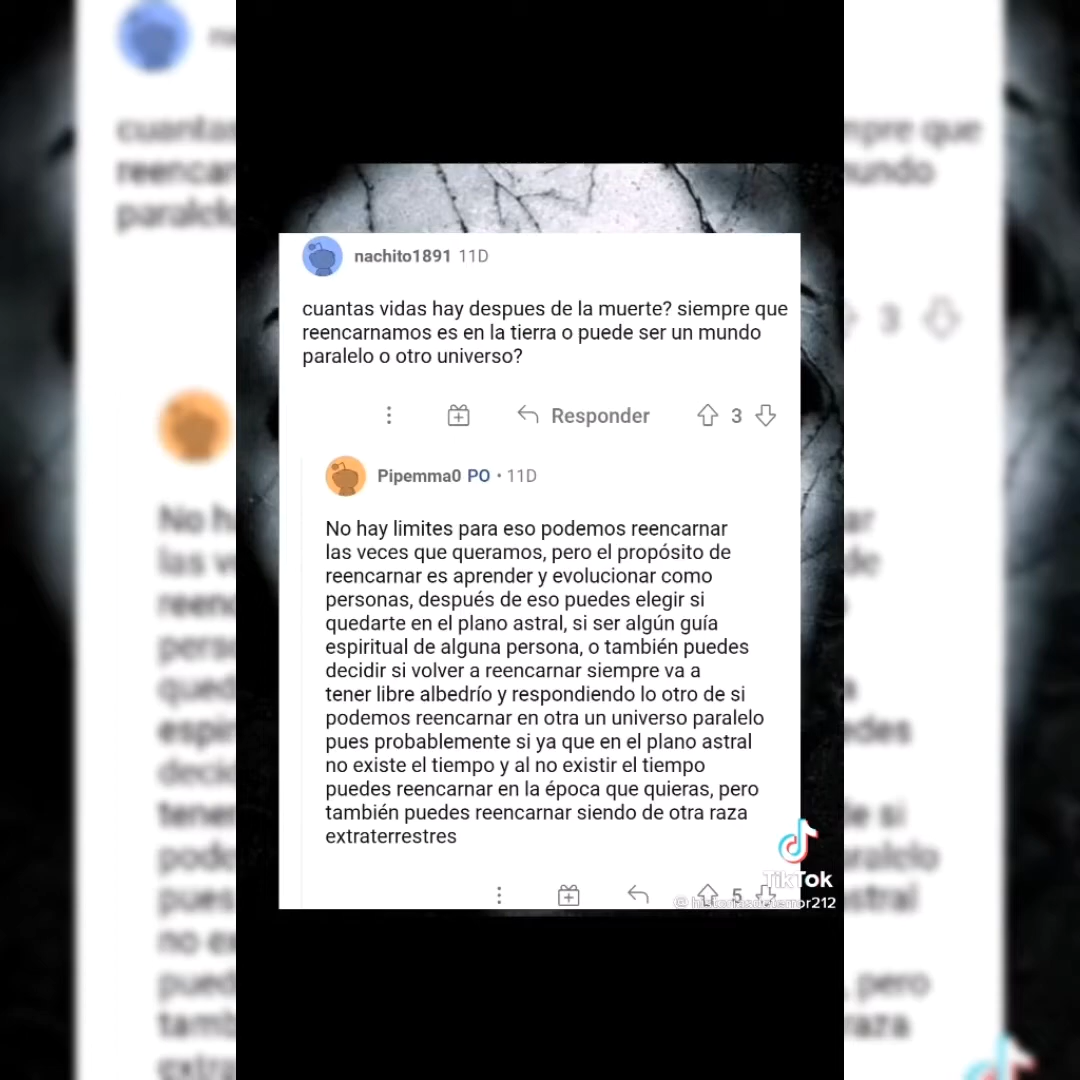 nachito1891 11D
cuantas vidas hay despues de la muerte? siempre que
reencarnamos es en la tierra o puede ser un mundo
paralelo o otro universo?
Responder 3
Pipemma0 PO • 11D
No hay limites para eso podemos reencarnar
las veces que queramos, pero el propósito de
reencarnar es aprender y evolucionar como
personas, después de eso puedes elegir si
quedarte en el plano astral, si ser algún guía
espiritual de alguna persona, o también puedes
decidir si volver a reencarnar siempre va a
tener libre albedrío y respondiendo lo otro de si
podemos reencarnar en otra un universo paralelo
pues probablemente si ya que en el plano astral
no existe el tiempo y al no existir el tiempo
puedes reencarnar en la época que quieras, pero
también puedes reencarnar siendo de otra raza
extraterrestres
5
TikTok
@historiasdeterror212